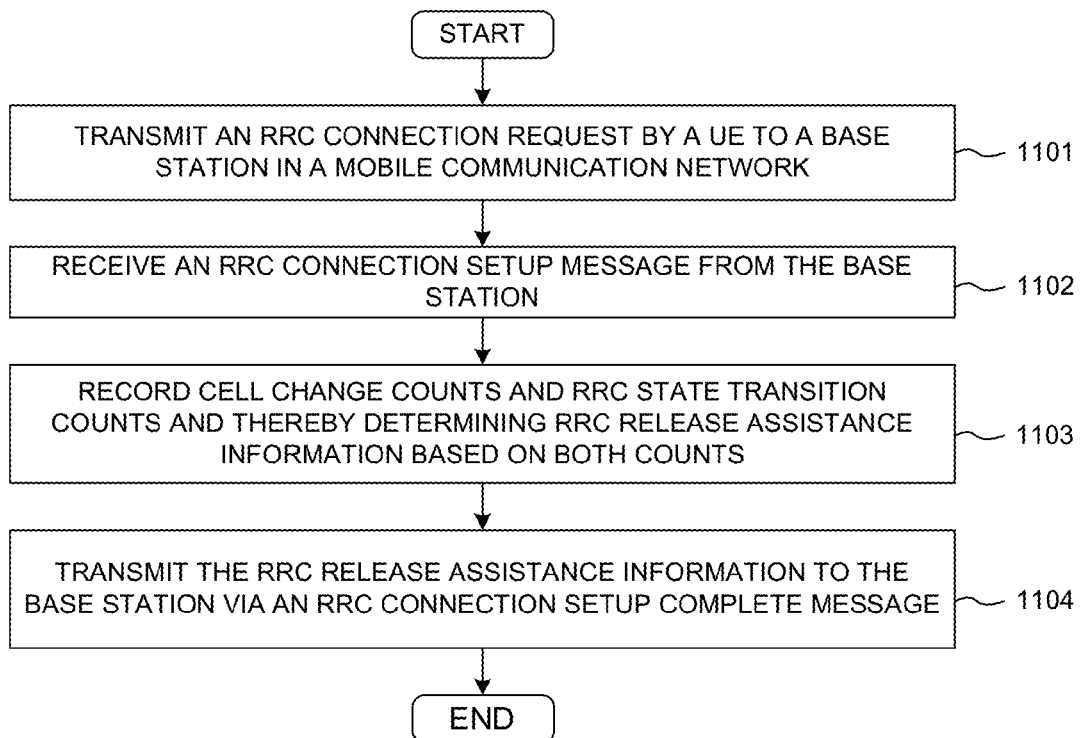 START
TRANSMIT AN RRC CONNECTION REQUEST BY A UE TO A BASE
STATION IN A MOBILE COMMUNICATION NETWORK
1101
RECEIVE AN RRC CONNECTION SETUP MESSAGE FROM THE BASE
STATION
1102
RECORD CELL CHANGE COUNTS AND RRC STATE TRANSITION
COUNTS AND THEREBY DETERMINING RRC RELEASE ASSISTANCE
INFORMATION BASED ON BOTH COUNTS
1103
TRANSMIT THE RRC RELEASE ASSISTANCE INFORMATION TO THE
BASE STATION VIA AN RRC CONNECTION SETUP COMPLETE MESSAGE
1104
END